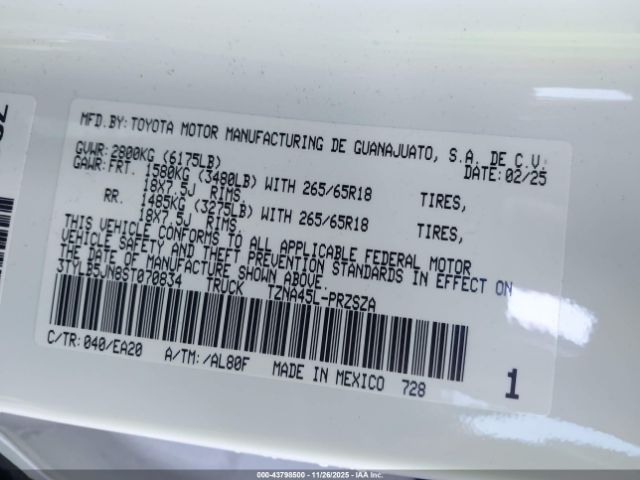 MFD.BY:TOYOTA MOTOR MANUFACTURING DE GUANAJUATO, S.A. DE C.V.
GVWR:2800KG (6175LB) DATE:02/25
GAWR:FRT. 1580KG (3480LB) WITH 265/65R18 TIRES,
18X7.5J RIMS,
RR. 1485KG (3275LB) WITH 265/65R18 TIRES,
18X7.5J RIMS.
THIS VEHICLE CONFORMS TO ALL APPLICABLE FEDERAL MOTOR
VEHICLE SAFETY AND THEFT PREVENTION STANDARDS IN EFFECT ON
THE DATE OF MANUFACTURE SHOWN ABOVE.
3TYLB5JN8ST070834 TRUCK TZNA45L-PRZSZA
C/TR:040/EA20 A/TM:/AL80F MADE IN MEXICO 728 1
000-43798500 - 11/26/2025 - IAAI.COM